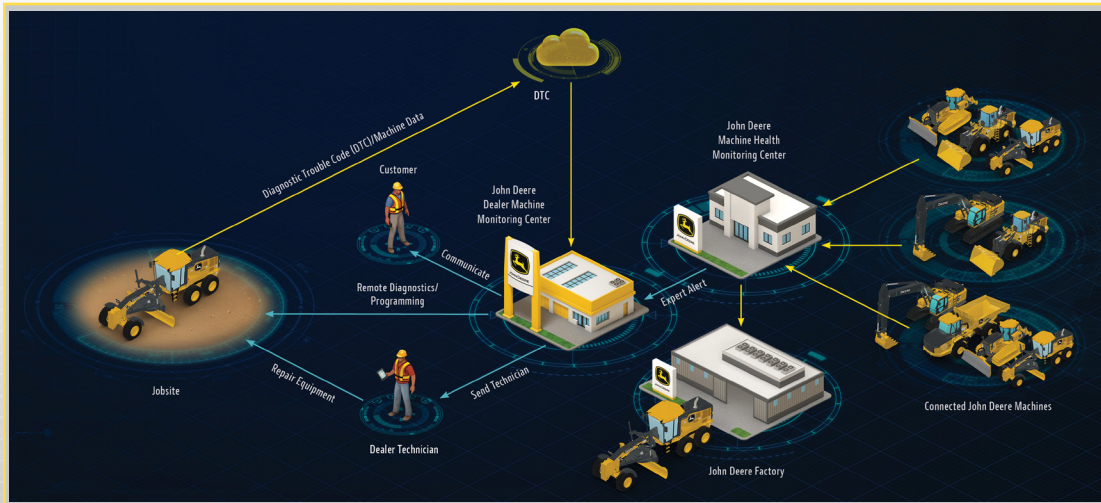 DTC
Diagnostic Trouble Code (DTC)/Machine Data
John Deere
Machine Health
Monitoring Center
Customer
John Deere
Dealer Machine
Monitoring Center
Communicate
Remote Diagnostics/
Programming
Expert Alert
Jobsite
Repair Equipment
Send Technician
Dealer Technician
Connected John Deere Machines
John Deere Factory